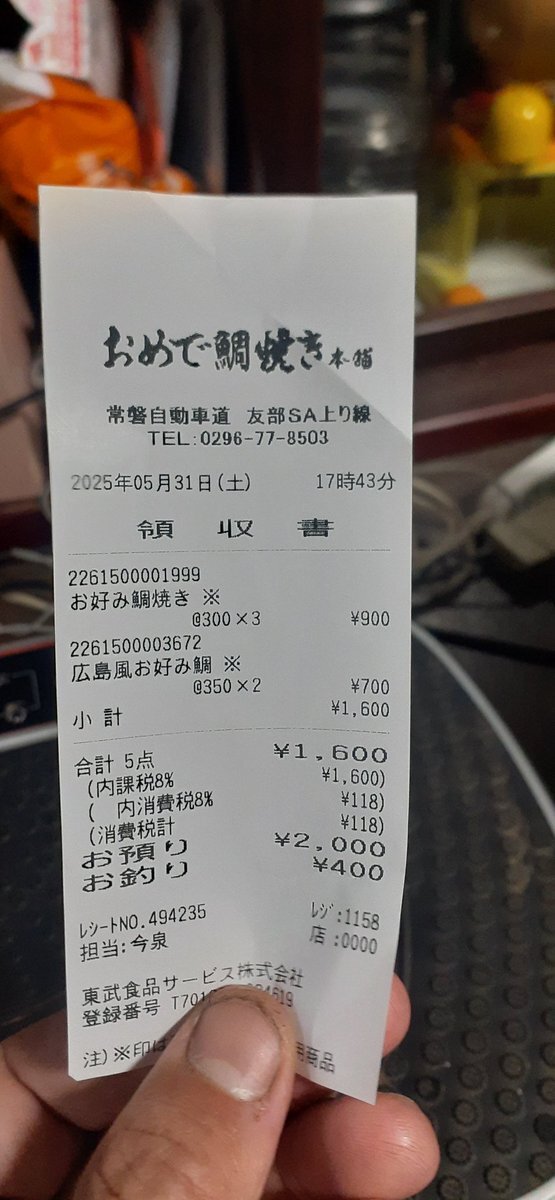 おめで鯛焼き本舗
常磐自動車道 友部SA上り線
TEL:0296-77-8503
2025年05月31日(土) 17時43分
領 収 書
2261500001999
お好み鯛焼き ※
@300×3 ¥900
2261500003672
広島風お好み鯛 ※
@350×2 ¥700
小 計 ¥1,600
合計 5点 ¥1,600
(内課税8% ¥1,600)
( 内消費税8% ¥118)
(消費税計 ¥118)
お預り ¥2,000
お釣り ¥400
ﾚｼｰﾄNO.494235 ﾚｼﾞ:1158
担当:今泉 店:0000
東武食品サービス株式会社
登録番号
注)※印は 商品